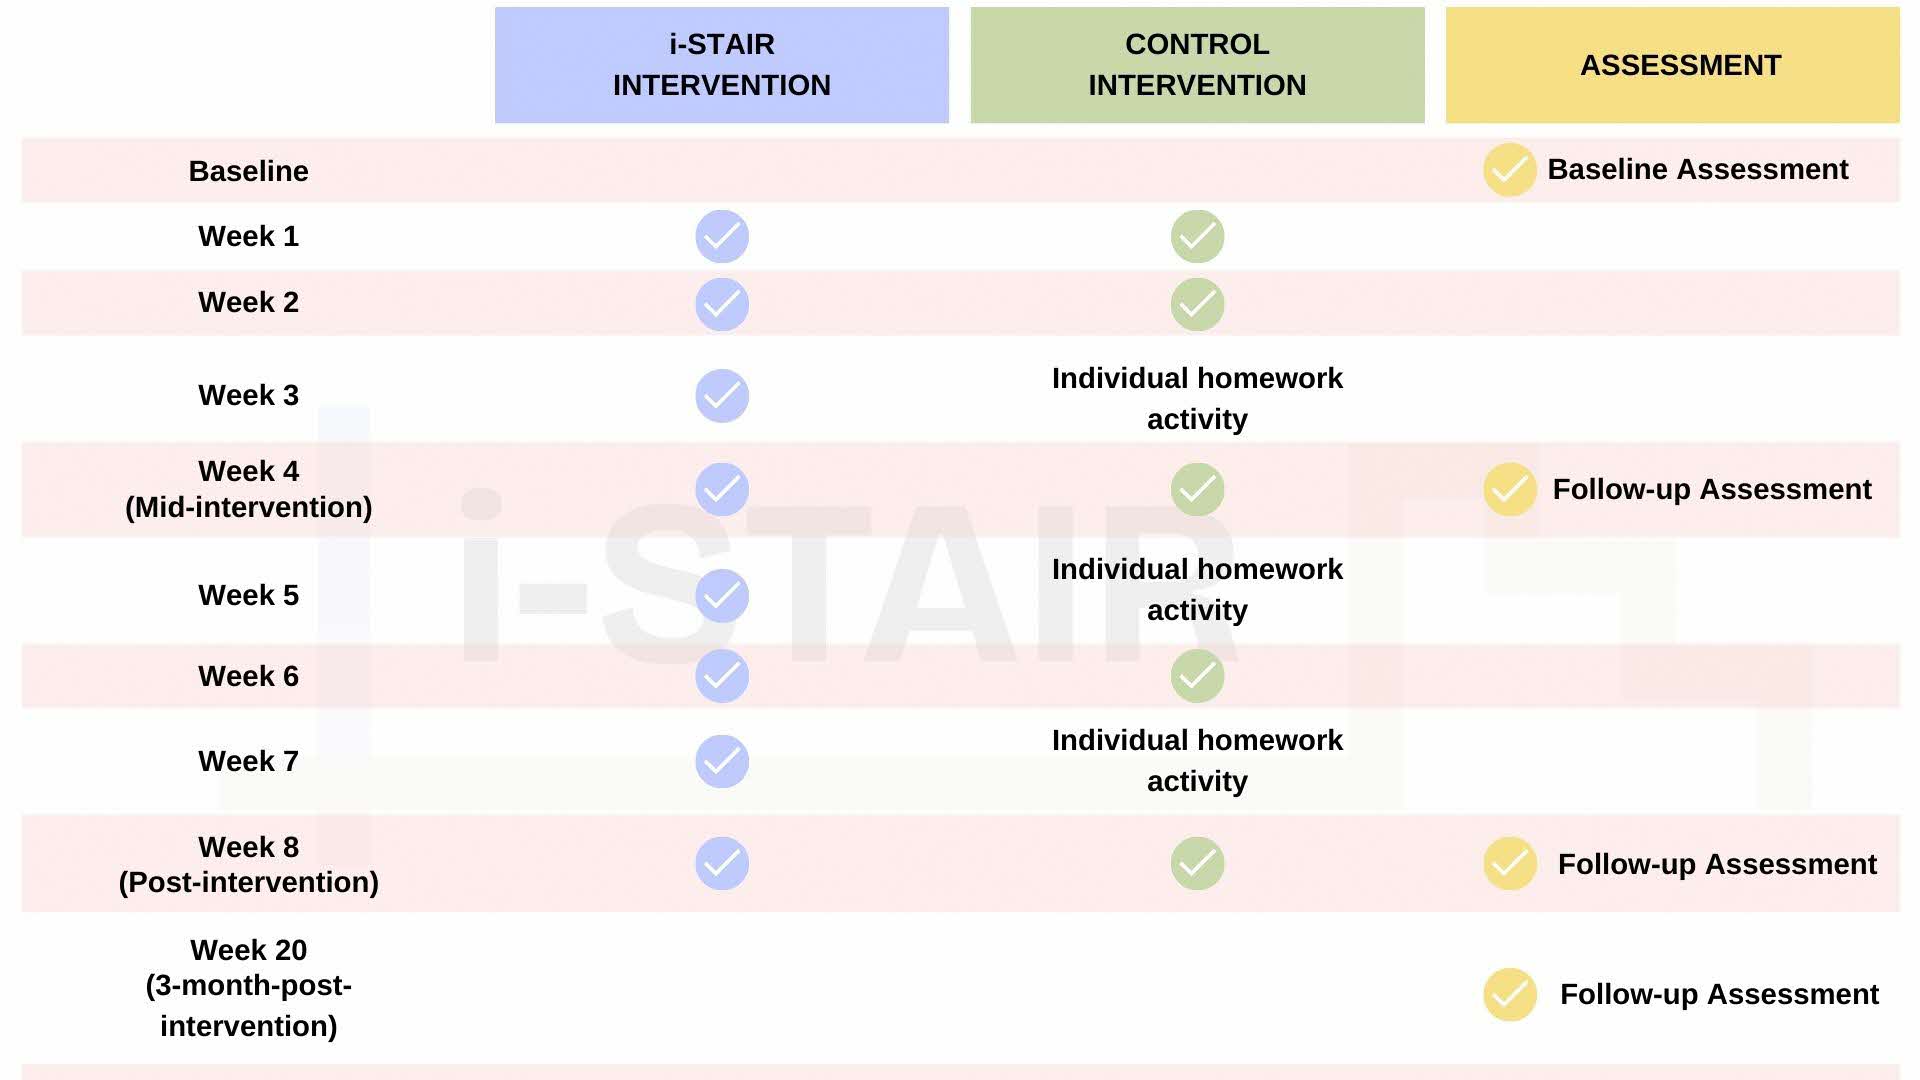 i-STAIR
INTERVENTION
CONTROL
INTERVENTION
ASSESSMENT
Baseline
Baseline Assessment
Week 1
Week 2
Week 3
Individual homework
activity
Week 4
(Mid-intervention)
Follow-up Assessment
i-STAIR
Week 5
Individual homework
activity
Week 6
Week 7
Individual homework
activity
Week 8
(Post-intervention)
Follow-up Assessment
Week 20
(3-month-post-
intervention)
Follow-up Assessment